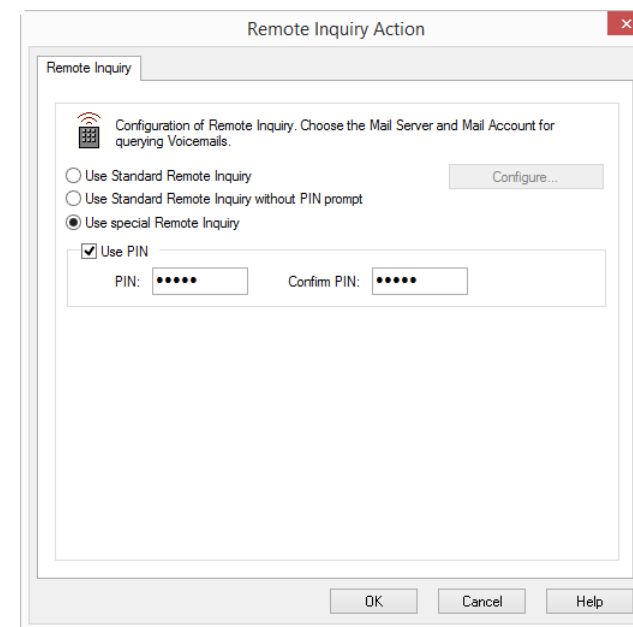 Remote Inquiry Action
Remote Inquiry
Configuration of Remote Inquiry. Choose the Mail Server and Mail Account for
querying Voicemails.
Use Standard Remote Inquiry
Configure...
Use Standard Remote Inquiry without PIN prompt
Use special Remote Inquiry
Use PIN
PIN: ••••• Confirm PIN: •••••
OK Cancel Help